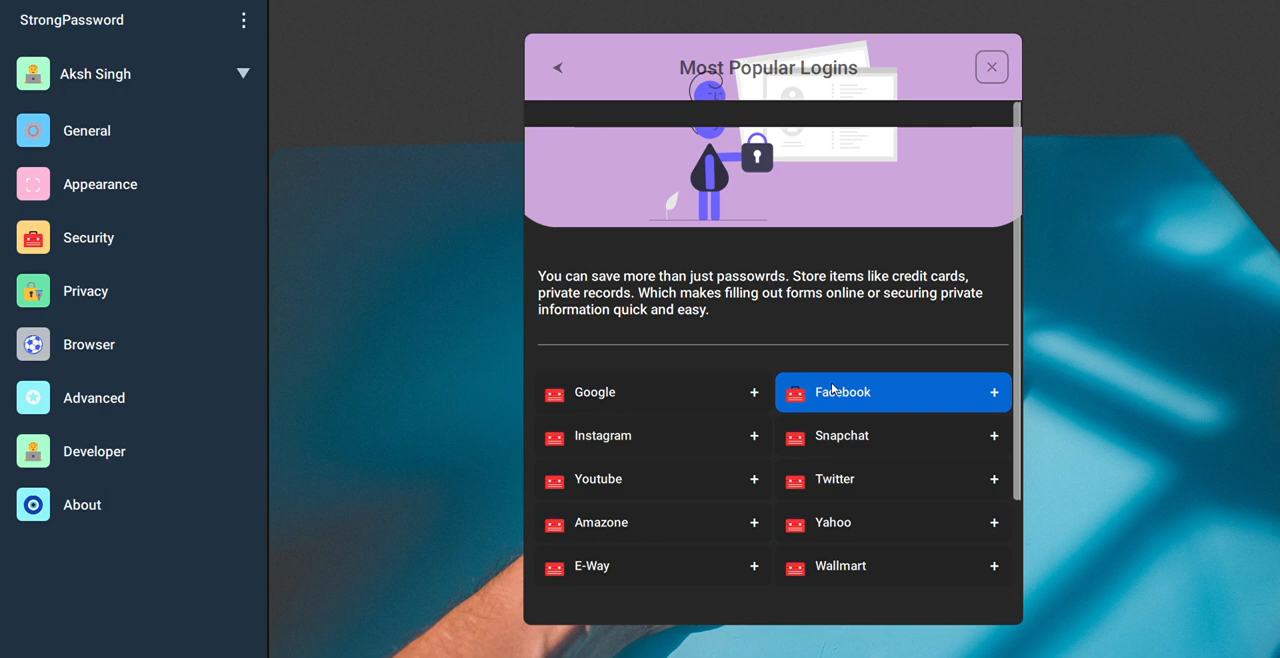 StrongPassword
Aksh Singh
General
Appearance
Security
Privacy
Browser
Advanced
Developer
About
Most Popular Logins
You can save more than just passowrds. Store items like credit cards,
private records. Which makes filling out forms online or securing private
information quick and easy.
Google +
Facebook +
Instagram +
Snapchat +
Youtube +
Twitter +
Amazone +
Yahoo +
E-Way +
Wallmart +